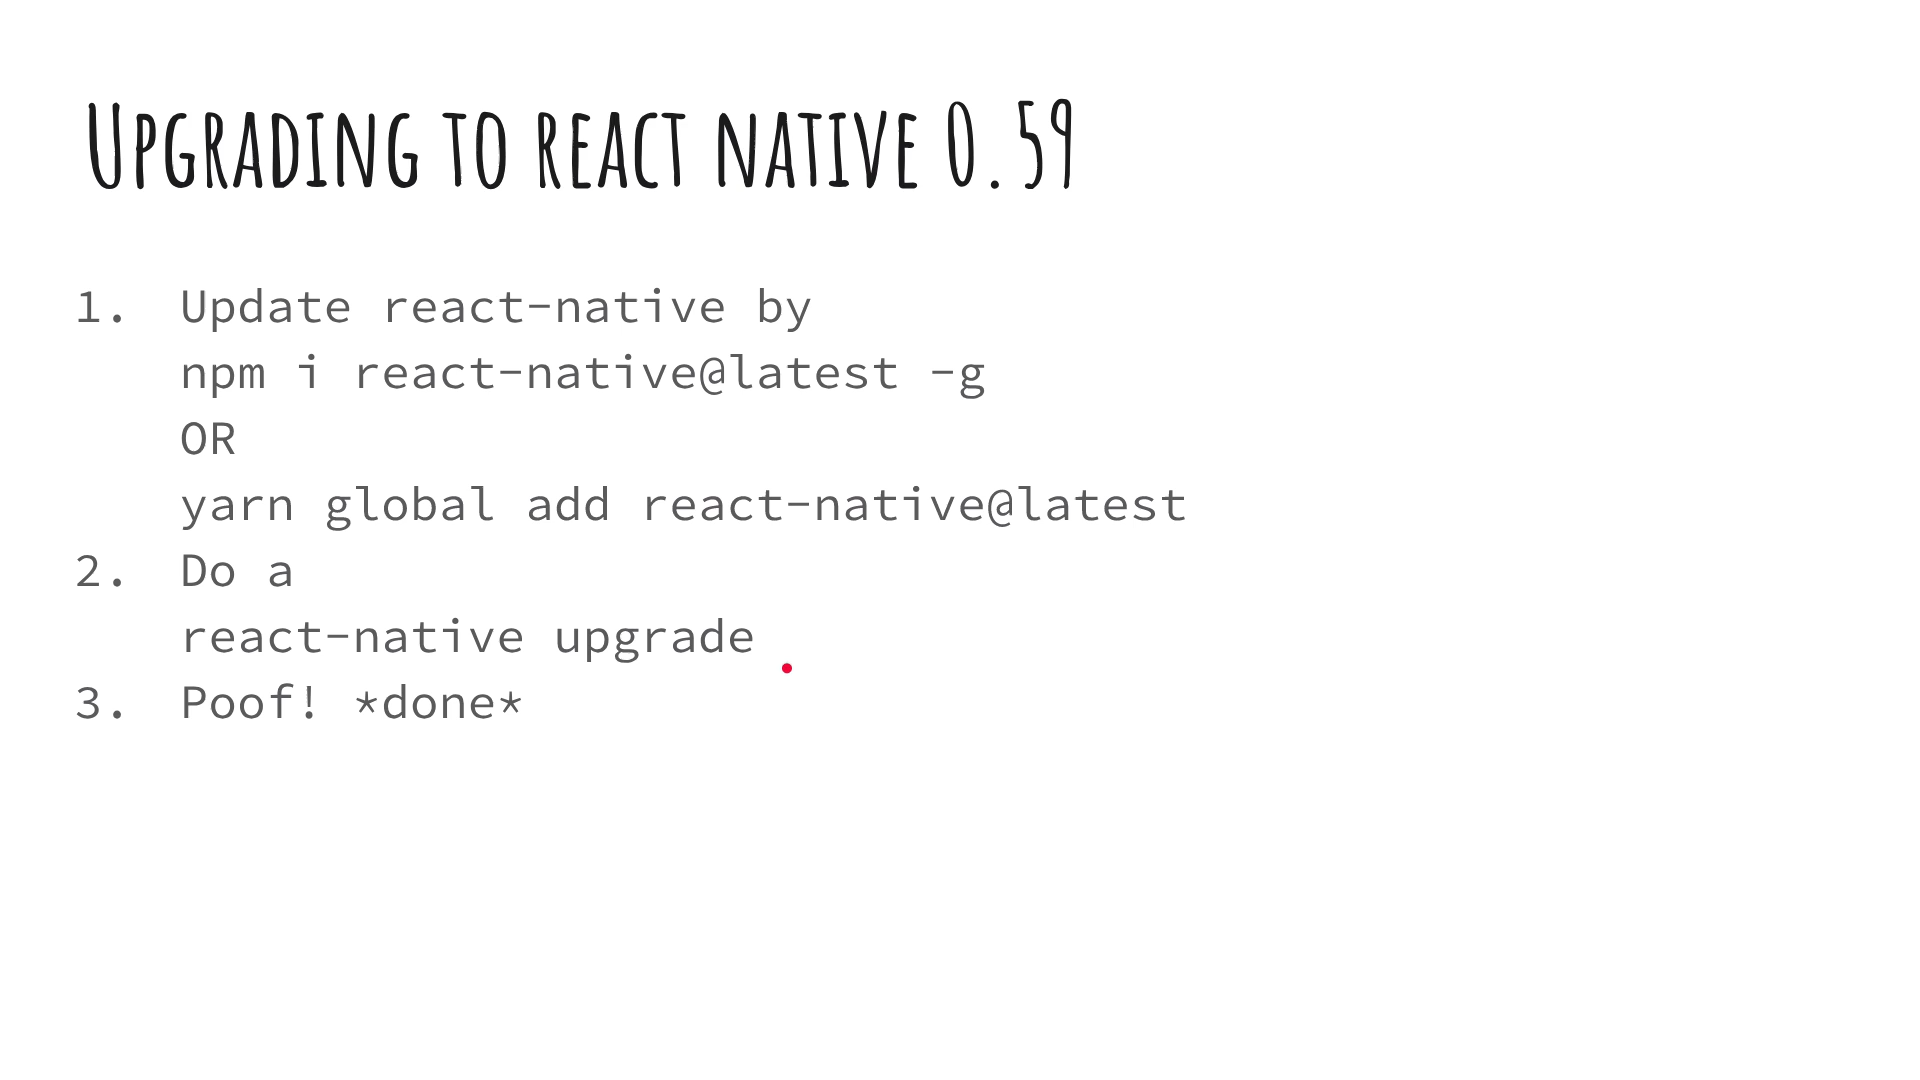 Upgrading to react native 0.59
1. Update react-native by
npm i react-native@latest -g
OR
yarn global add react-native@latest
2. Do a
react-native upgrade
3. Poof! *done*